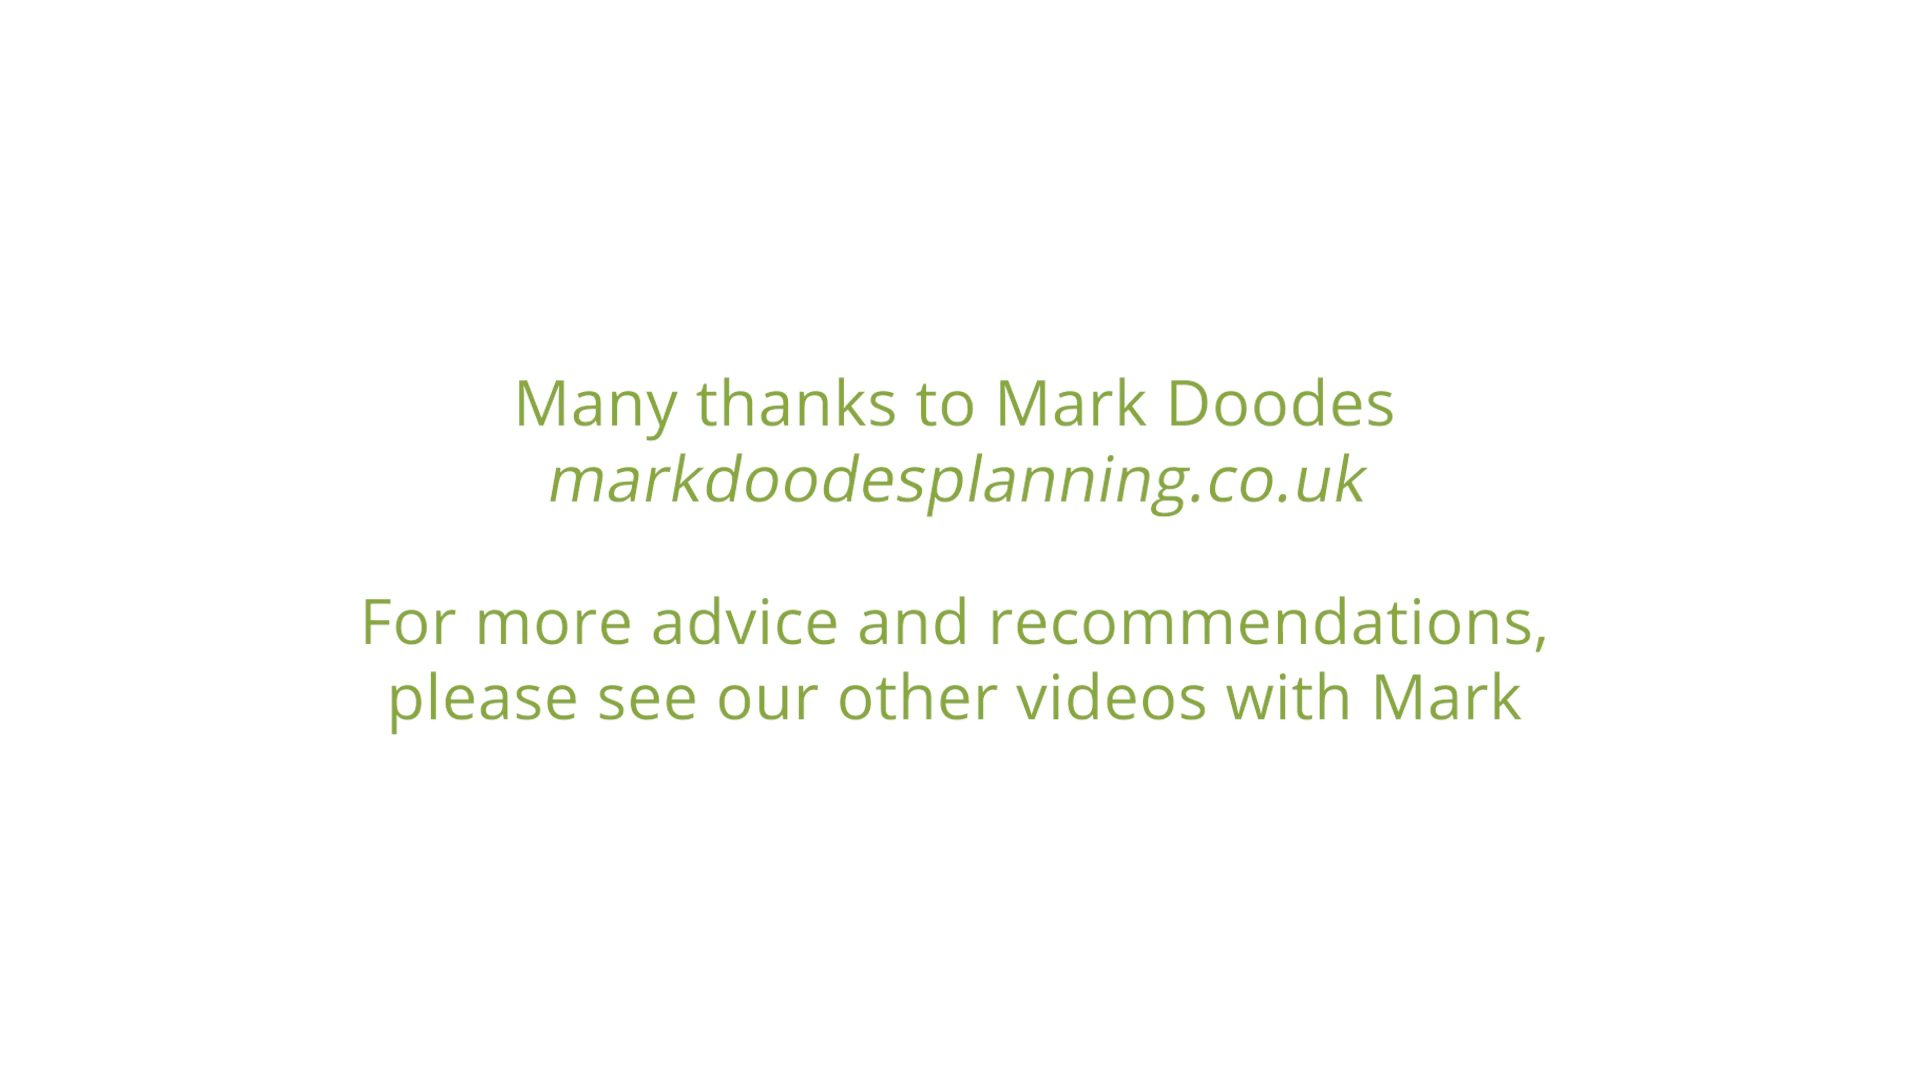 Many thanks to Mark Doodes
markdoodesplanning.co.uk
For more advice and recommendations,
please see our other videos with Mark